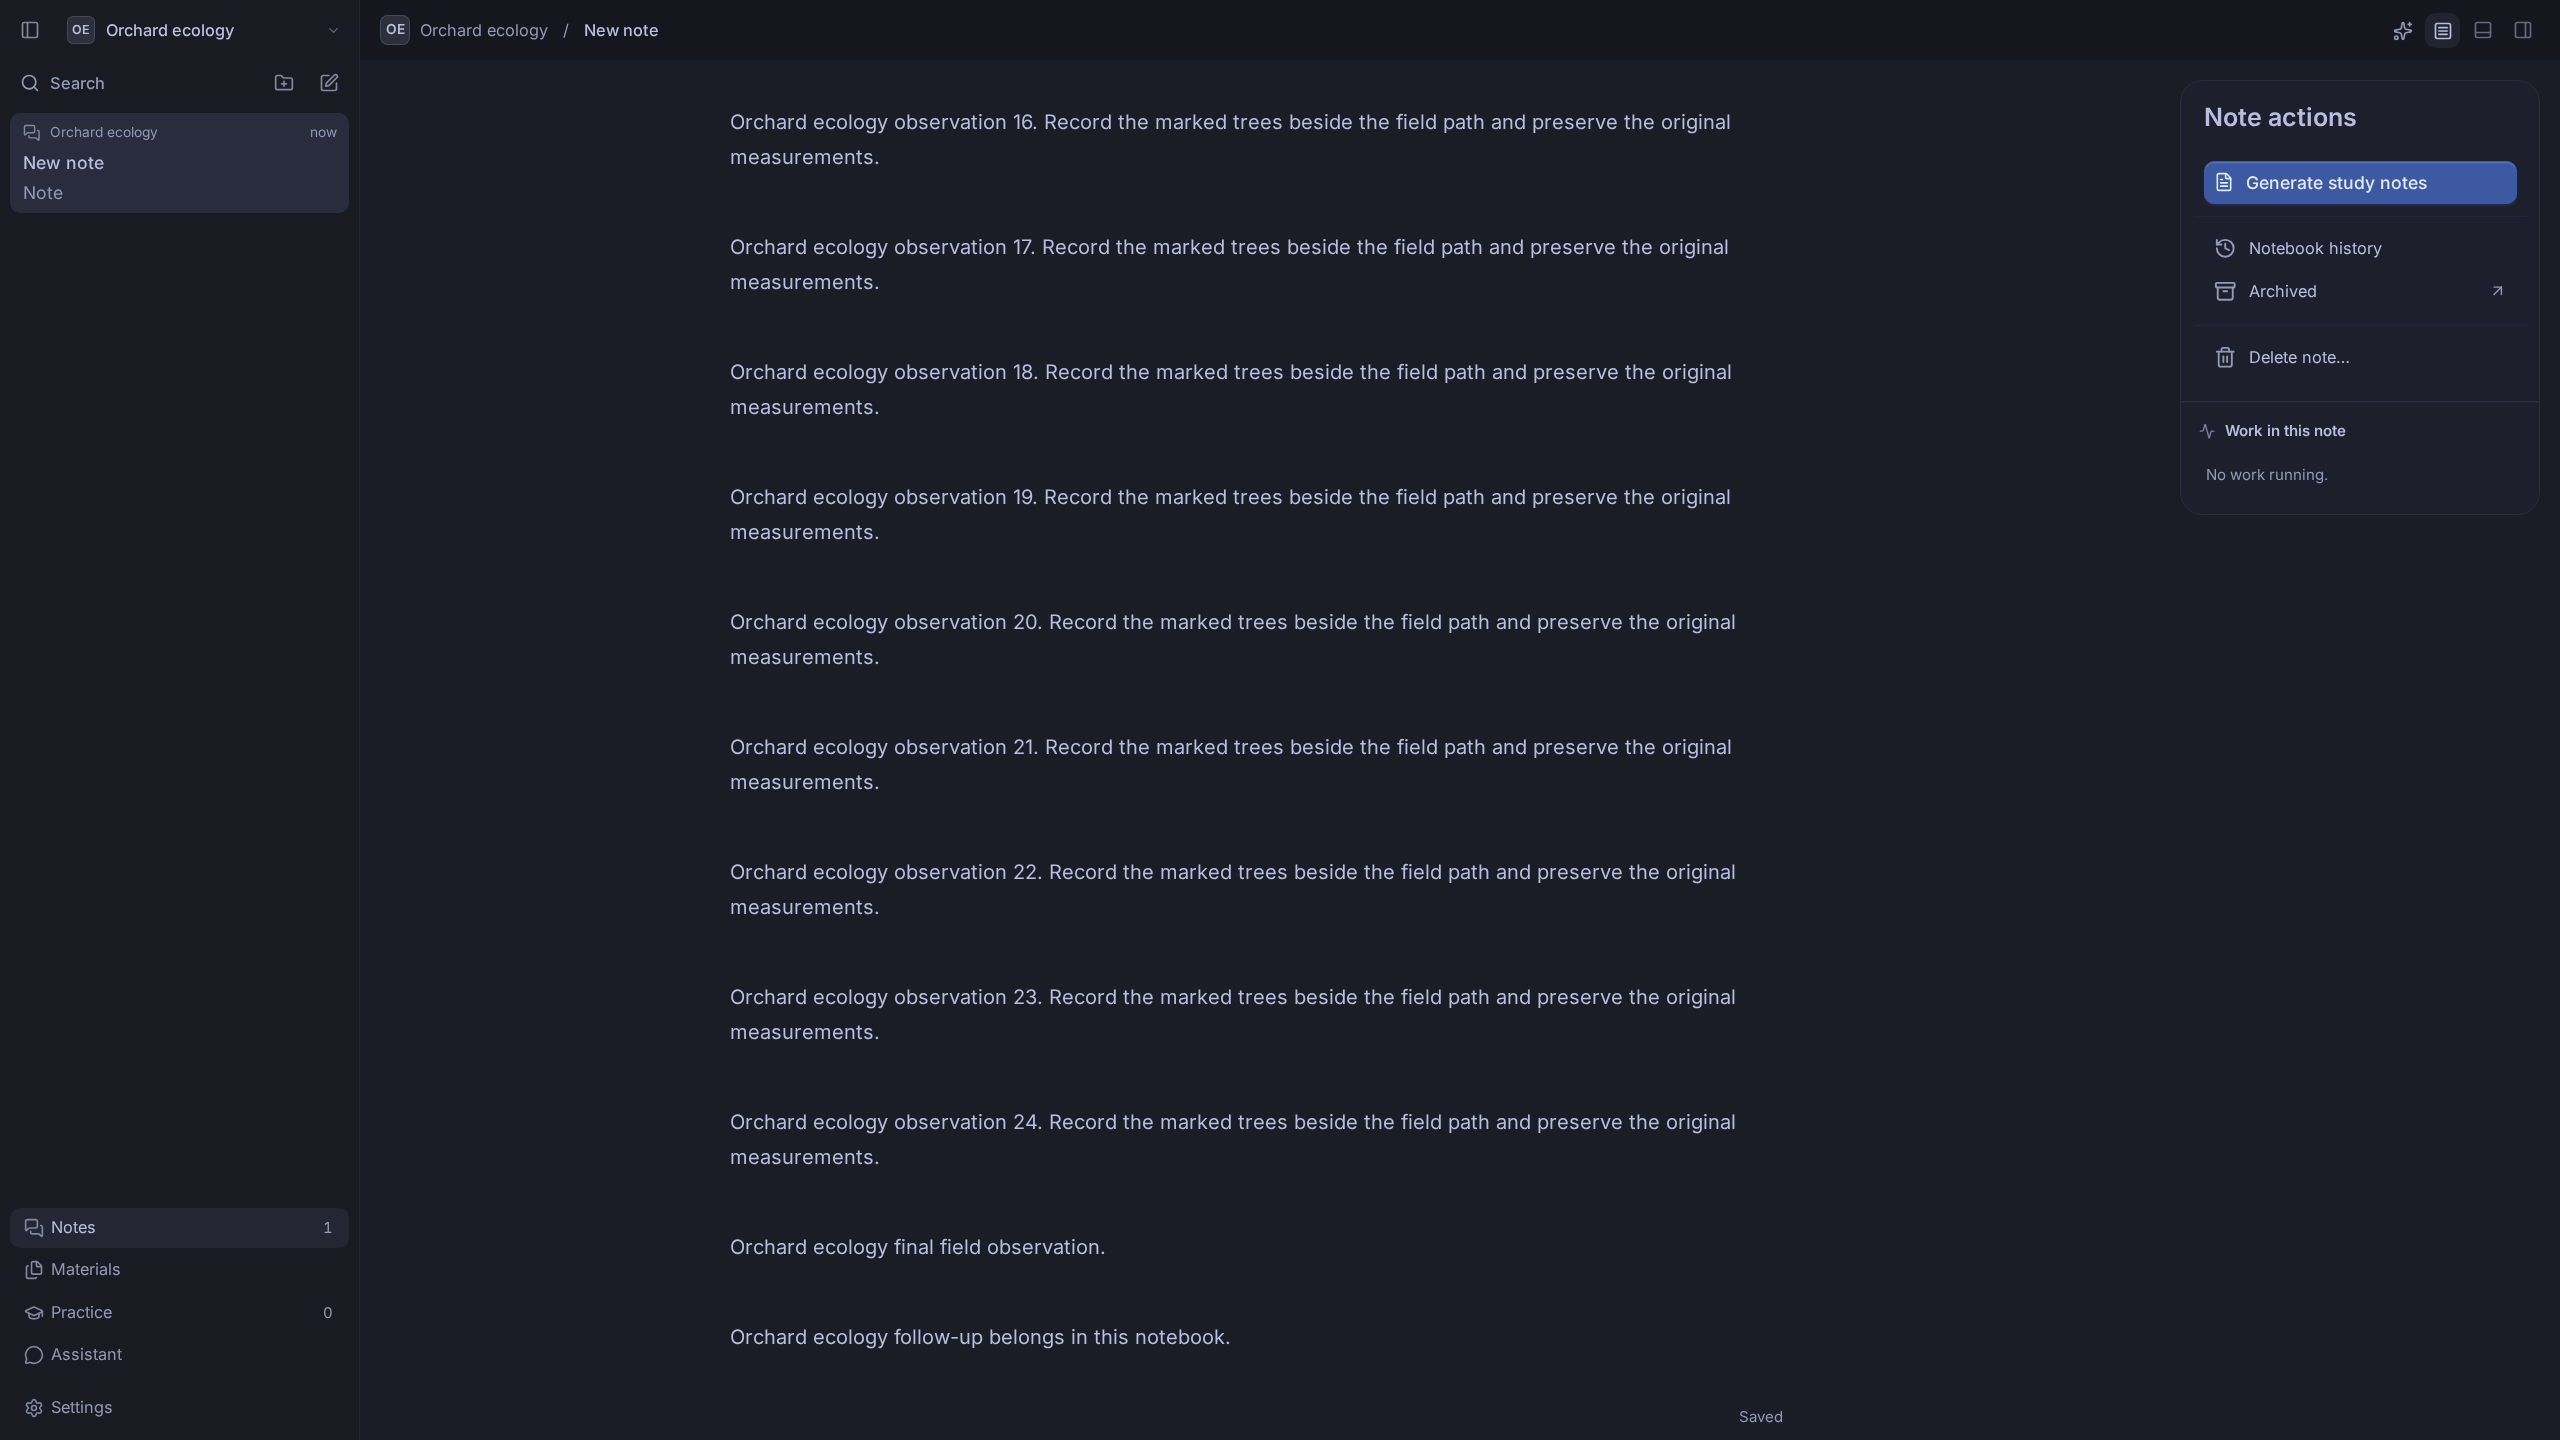 OE Orchard ecology
Search
Orchard ecology now
New note
Note
Notes 1
Materials
Practice 0
Assistant
Settings
OE Orchard ecology / New note
Orchard ecology observation 16. Record the marked trees beside the field path and preserve the original
measurements.
Orchard ecology observation 17. Record the marked trees beside the field path and preserve the original
measurements.
Orchard ecology observation 18. Record the marked trees beside the field path and preserve the original
measurements.
Orchard ecology observation 19. Record the marked trees beside the field path and preserve the original
measurements.
Orchard ecology observation 20. Record the marked trees beside the field path and preserve the original
measurements.
Orchard ecology observation 21. Record the marked trees beside the field path and preserve the original
measurements.
Orchard ecology observation 22. Record the marked trees beside the field path and preserve the original
measurements.
Orchard ecology observation 23. Record the marked trees beside the field path and preserve the original
measurements.
Orchard ecology observation 24. Record the marked trees beside the field path and preserve the original
measurements.
Orchard ecology final field observation.
Orchard ecology follow-up belongs in this notebook.
Saved
Note actions
Generate study notes
Notebook history
Archived
Delete note...
Work in this note
No work running.